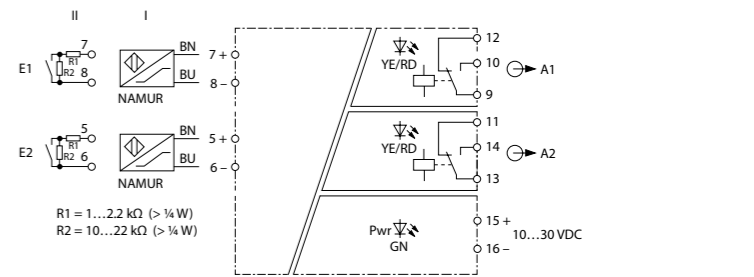 II I
E1 7 R1 R2 8
BN 7 +
BU 8 –
NAMUR
YE/RD
12
10
9
A1
E2 5 R1 R2 6
BN 5 +
BU 6 –
NAMUR
YE/RD
11
14
13
A2
R1 = 1…2.2 kΩ (> ¼ W)
R2 = 10…22 kΩ (> ¼ W)
Pwr
GN
15 +
16 –
10…30 VDC